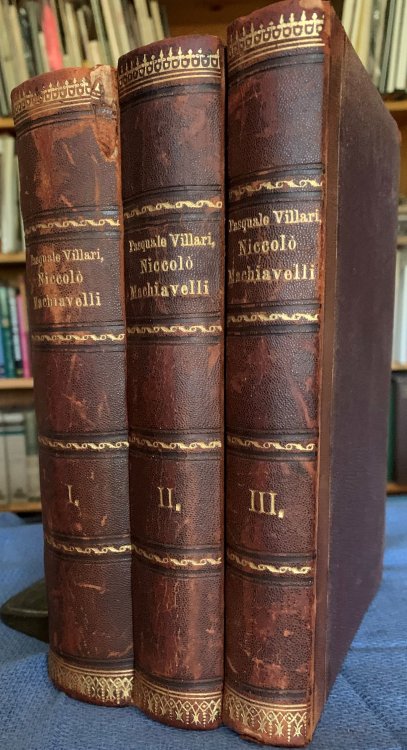 Pasquale Villari,
Niccolò
Machiavelli
I.
Pasquale Villari,
Niccolò
Machiavelli
II.
Pasquale Villari,
Niccolò
Machiavelli
III.